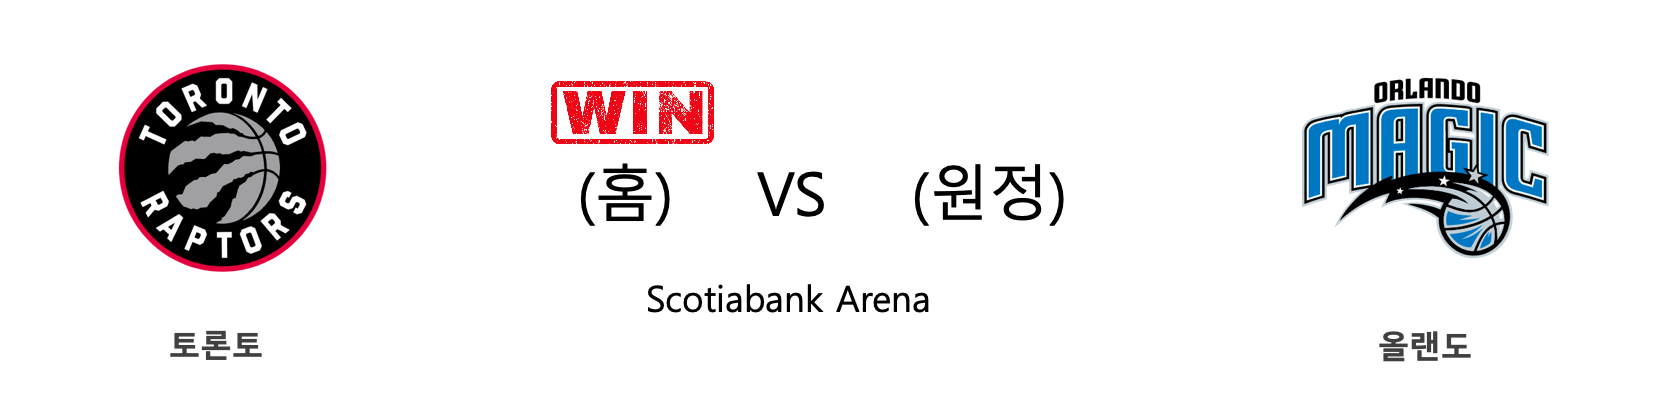 TORONTO
RAPTORS
WIN
(홈) VS (원정)
Scotiabank Arena
토론토
ORLANDO
MAGIC
올랜도